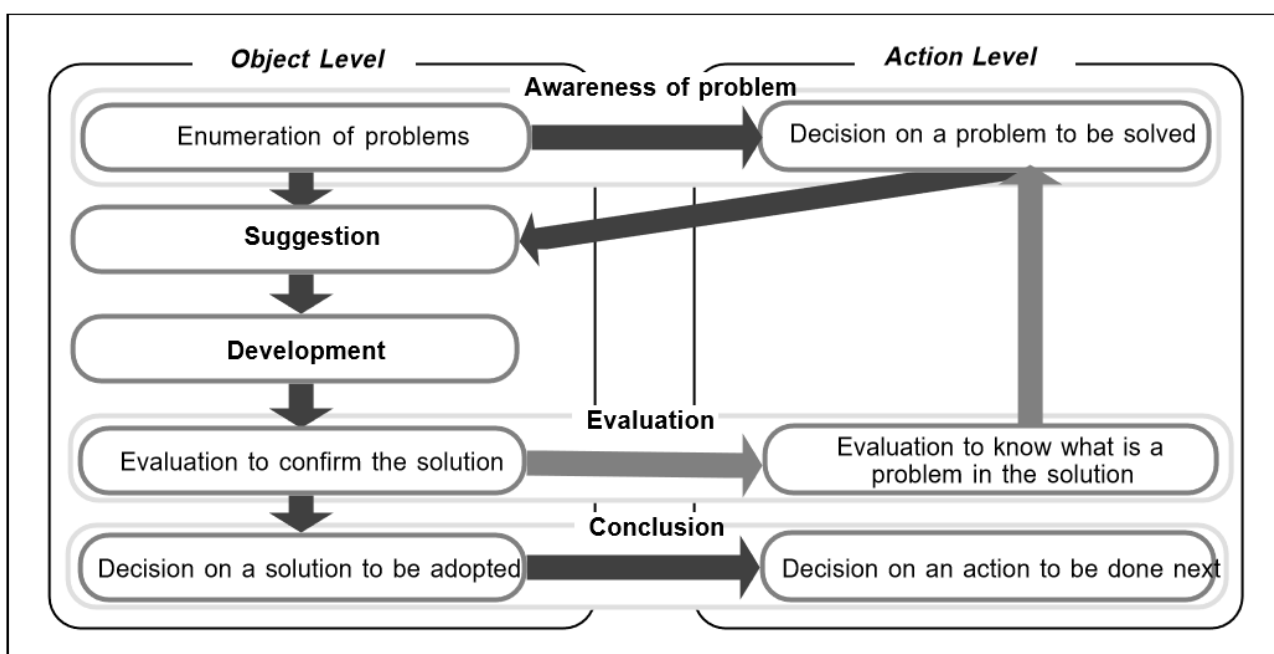 Object Level
Action Level
Awareness of problem
Enumeration of problems
Decision on a problem to be solved
Suggestion
Development
Evaluation
Evaluation to confirm the solution
Evaluation to know what is a
problem in the solution
Conclusion
Decision on a solution to be adopted
Decision on an action to be done next